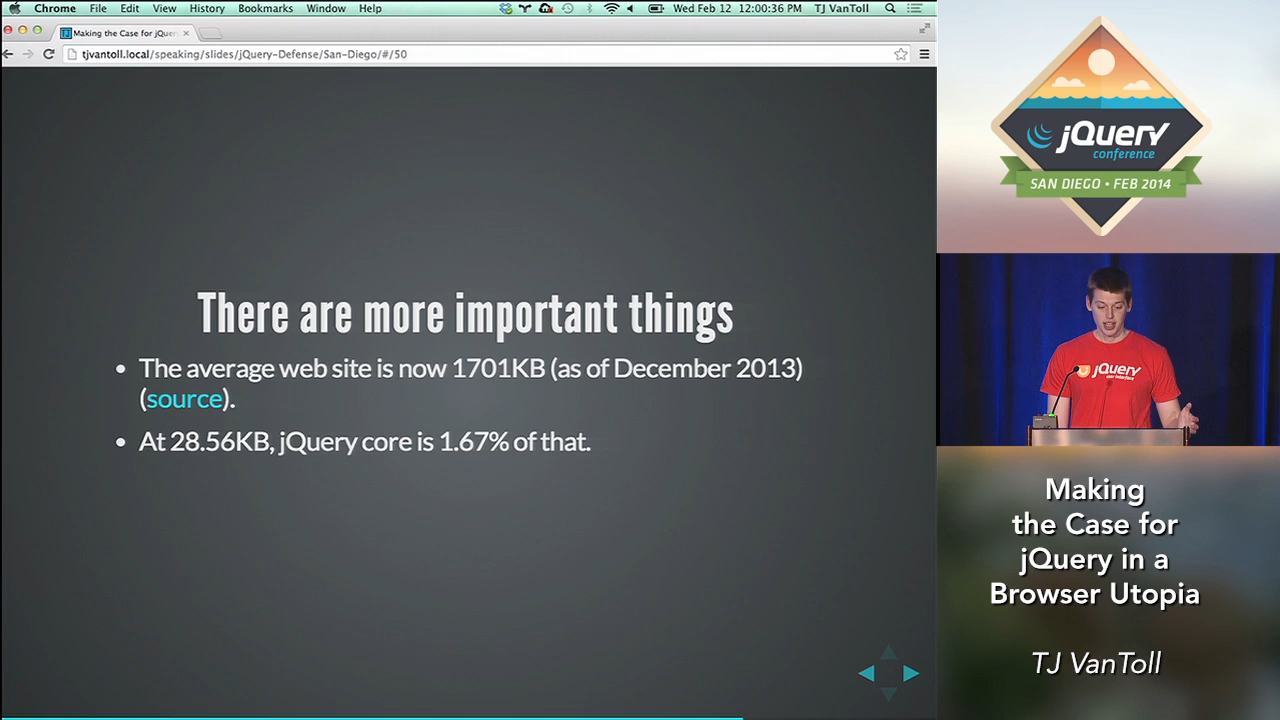 Chrome File Edit View History Bookmarks Window Help Wed Feb 12 12:00:36 PM TJ VanToll
Making the Case for jQuer
tjvantoll.local/speaking/slides/jQuery-Defense/San-Diego/#/50
There are more important things
• The average web site is now 1701KB (as of December 2013)
(source).
• At 28.56KB, jQuery core is 1.67% of that.
jQuery
conference
SAN DIEGO • FEB 2014
jQuery
user interface
Making
the Case for
jQuery in a
Browser Utopia
TJ VanToll